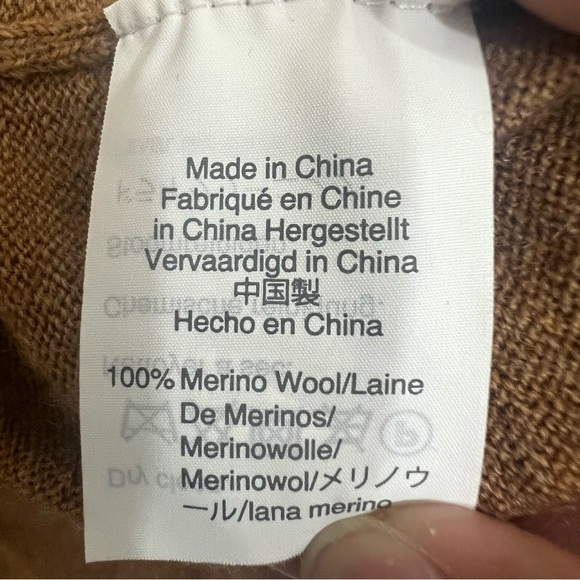 Made in China
Fabriqué en Chine
in China Hergestellt
Vervaardigd in China
中国製
Hecho en China
100% Merino Wool/Laine
De Merinos/
Merinowolle/
Merinowol/メリノウ
ール/lana merino